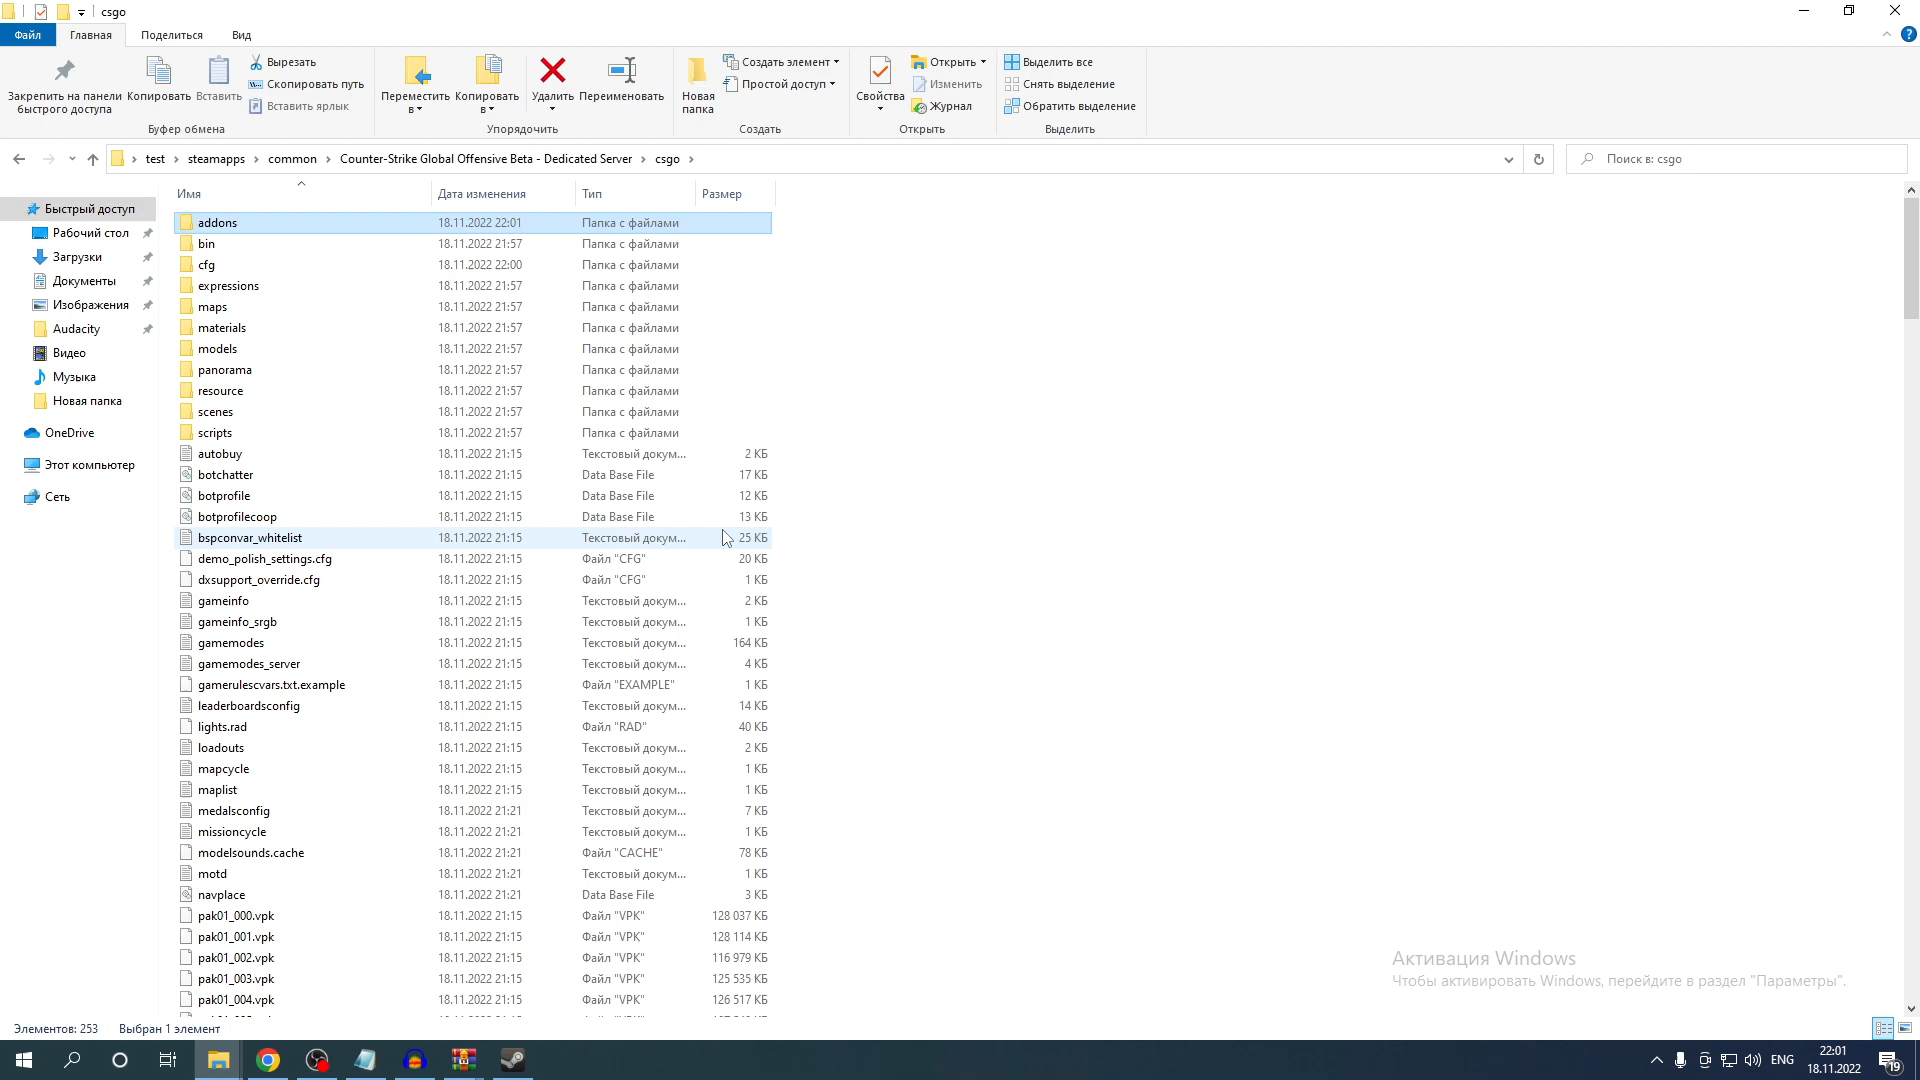 csgo
Файл Главная Поделиться Вид
Закрепить на панели быстрого доступа
Копировать
Вставить
Вырезать
Скопировать путь
Вставить ярлык
Буфер обмена
Переместить в
Копировать в
Удалить
Переименовать
Упорядочить
Новая папка
Создать элемент
Простой доступ
Создать
Свойства
Открыть
Изменить
Журнал
Открыть
Выделить все
Снять выделение
Обратить выделение
Выделить
test steamapps common Counter-Strike Global Offensive Beta - Dedicated Server csgo
Поиск в: csgo
Быстрый доступ
Рабочий стол
Загрузки
Документы
Изображения
Audacity
Видео
Музыка
Новая папка
OneDrive
Этот компьютер
Сеть
Имя Дата изменения Тип Размер
addons 18.11.2022 22:01 Папка с файлами
bin 18.11.2022 21:57 Папка с файлами
cfg 18.11.2022 22:00 Папка с файлами
expressions 18.11.2022 21:57 Папка с файлами
maps 18.11.2022 21:57 Папка с файлами
materials 18.11.2022 21:57 Папка с файлами
models 18.11.2022 21:57 Папка с файлами
panorama 18.11.2022 21:57 Папка с файлами
resource 18.11.2022 21:57 Папка с файлами
scenes 18.11.2022 21:57 Папка с файлами
scripts 18.11.2022 21:57 Папка с файлами
autobuy 18.11.2022 21:15 Текстовый докум... 2 КБ
botchatter 18.11.2022 21:15 Data Base File 17 КБ
botprofile 18.11.2022 21:15 Data Base File 12 КБ
botprofilecoop 18.11.2022 21:15 Data Base File 13 КБ
bspconvar_whitelist 18.11.2022 21:15 Текстовый докум... 25 КБ
demo_polish_settings.cfg 18.11.2022 21:15 Файл "CFG" 20 КБ
dxsupport_override.cfg 18.11.2022 21:15 Файл "CFG" 1 КБ
gameinfo 18.11.2022 21:15 Текстовый докум... 2 КБ
gameinfo_srgb 18.11.2022 21:15 Текстовый докум... 1 КБ
gamemodes 18.11.2022 21:15 Текстовый докум... 164 КБ
gamemodes_server 18.11.2022 21:15 Текстовый докум... 4 КБ
gamerulescvars.txt.example 18.11.2022 21:15 Файл "EXAMPLE" 1 КБ
leaderboardsconfig 18.11.2022 21:15 Текстовый докум... 14 КБ
lights.rad 18.11.2022 21:15 Файл "RAD" 40 КБ
loadouts 18.11.2022 21:15 Текстовый докум... 2 КБ
mapcycle 18.11.2022 21:15 Текстовый докум... 1 КБ
maplist 18.11.2022 21:15 Текстовый докум... 1 КБ
medalsconfig 18.11.2022 21:21 Текстовый докум... 7 КБ
missioncycle 18.11.2022 21:21 Текстовый докум... 1 КБ
modelsounds.cache 18.11.2022 21:21 Файл "CACHE" 78 КБ
motd 18.11.2022 21:21 Текстовый докум... 1 КБ
navplace 18.11.2022 21:21 Data Base File 3 КБ
pak01_000.vpk 18.11.2022 21:15 Файл "VPK" 128 037 КБ
pak01_001.vpk 18.11.2022 21:15 Файл "VPK" 128 114 КБ
pak01_002.vpk 18.11.2022 21:15 Файл "VPK" 116 979 КБ
pak01_003.vpk 18.11.2022 21:15 Файл "VPK" 125 535 КБ
pak01_004.vpk 18.11.2022 21:15 Файл "VPK" 126 517 КБ
Активация Windows
Чтобы активировать Windows, перейдите в раздел "Параметры".
Элементов: 253 Выбран 1 элемент
ENG
22:01
18.11.2022
19